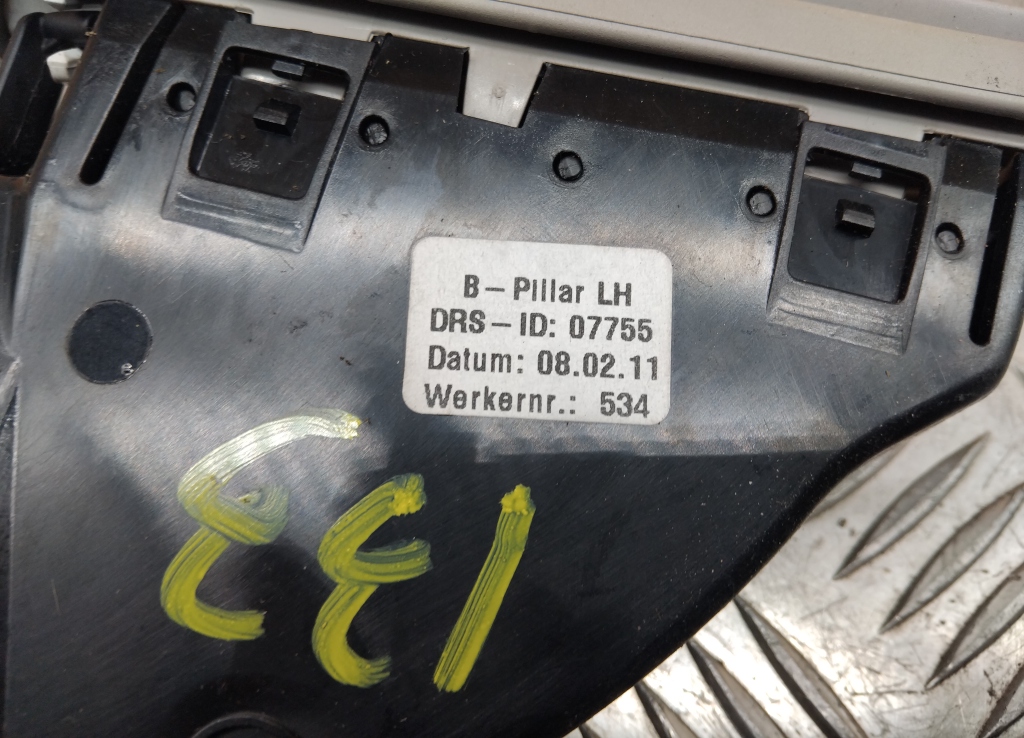 B-Pillar LH
DRS-ID: 07755
Datum: 08.02.11
Werkernr.: 534
133